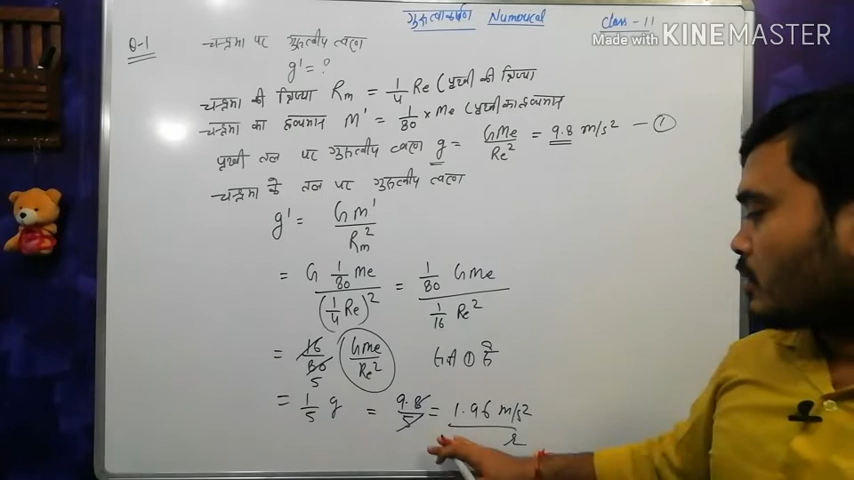 गुरुत्वाकर्षण Numerical Class - 11
Made with KINEMASTER
Q-1 चन्द्रमा पर गुरुत्वीय त्वरण
g' = ?
चन्द्रमा की त्रिज्या Rm = 1/4 Re (पृथ्वी की त्रिज्या
चन्द्रमा का द्रव्यमान M' = 1/80 × Me (पृथ्वी का द्रव्यमान
पृथ्वी तल पर गुरुत्वीय त्वरण g = GMe/Re² = 9.8 m/s² — ①
चन्द्रमा के तल पर गुरुत्वीय त्वरण
g' = GM'/Rm²
= G 1/80 Me/(1/4 Re)² = 1/80 GMe/1/16 Re²
= 16/80 5 GMe/Re² समी ① से
= 1/5 g = 9.8/5 = 1.96 m/s²